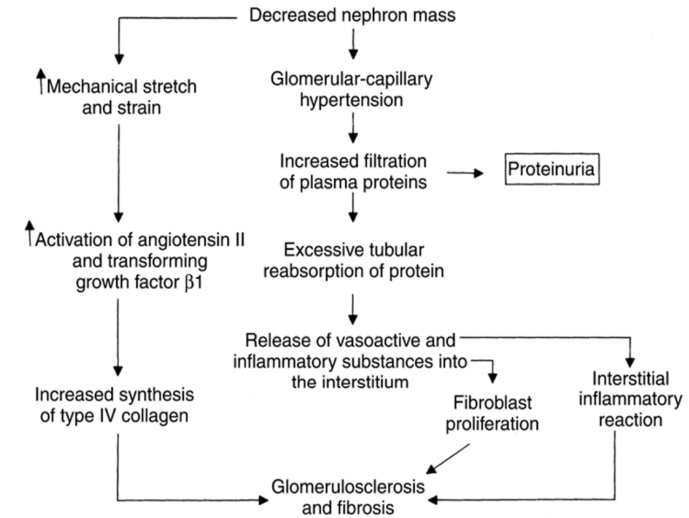 Decreased nephron mass
Mechanical stretch
and strain
Glomerular-capillary
hypertension
Increased filtration
of plasma proteins
Proteinuria
Activation of angiotensin II
and transforming
growth factor β1
Excessive tubular
reabsorption of protein
Release of vasoactive and
inflammatory substances into
the interstitium
Increased synthesis
of type IV collagen
Fibroblast
proliferation
Interstitial
inflammatory
reaction
Glomerulosclerosis
and fibrosis